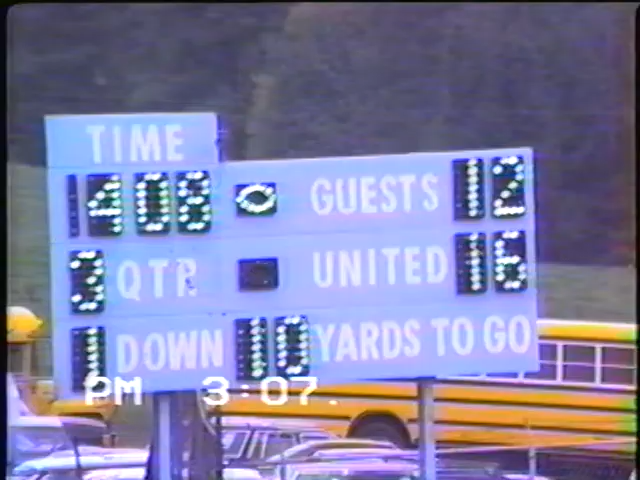 TIME
408 GUESTS 12
3 QTR UNITED 16
1 DOWN 10 YARDS TO GO
PM 3:07.